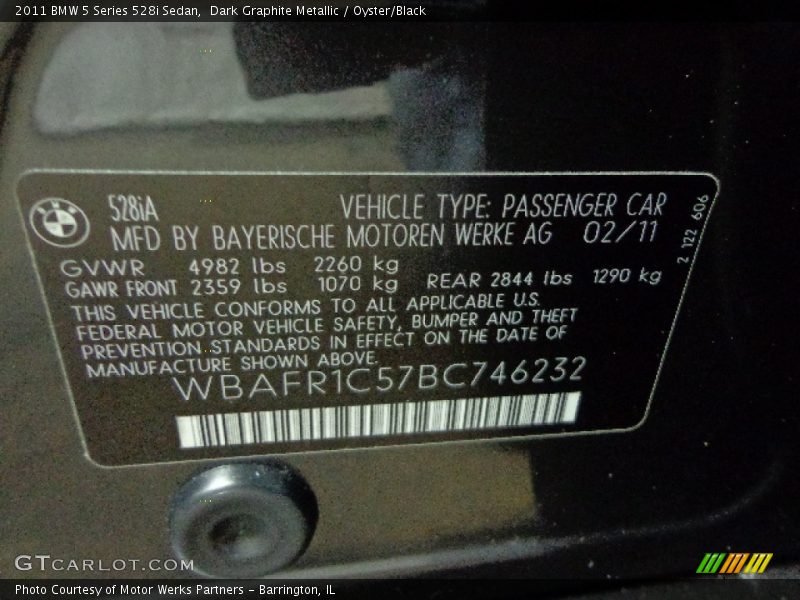 2011 BMW 5 Series 528i Sedan, Dark Graphite Metallic / Oyster/Black
528iA VEHICLE TYPE: PASSENGER CAR
MFD BY BAYERISCHE MOTOREN WERKE AG 02/11
2 122 606
GVWR 4982 lbs 2260 kg
GAWR FRONT 2359 lbs 1070 kg REAR 2844 lbs 1290 kg
THIS VEHICLE CONFORMS TO ALL APPLICABLE U.S.
FEDERAL MOTOR VEHICLE SAFETY, BUMPER AND THEFT
PREVENTION STANDARDS IN EFFECT ON THE DATE OF
MANUFACTURE SHOWN ABOVE.
WBAFR1C57BC746232
GTCARLOT.COM
Photo Courtesy of Motor Werks Partners - Barrington, IL